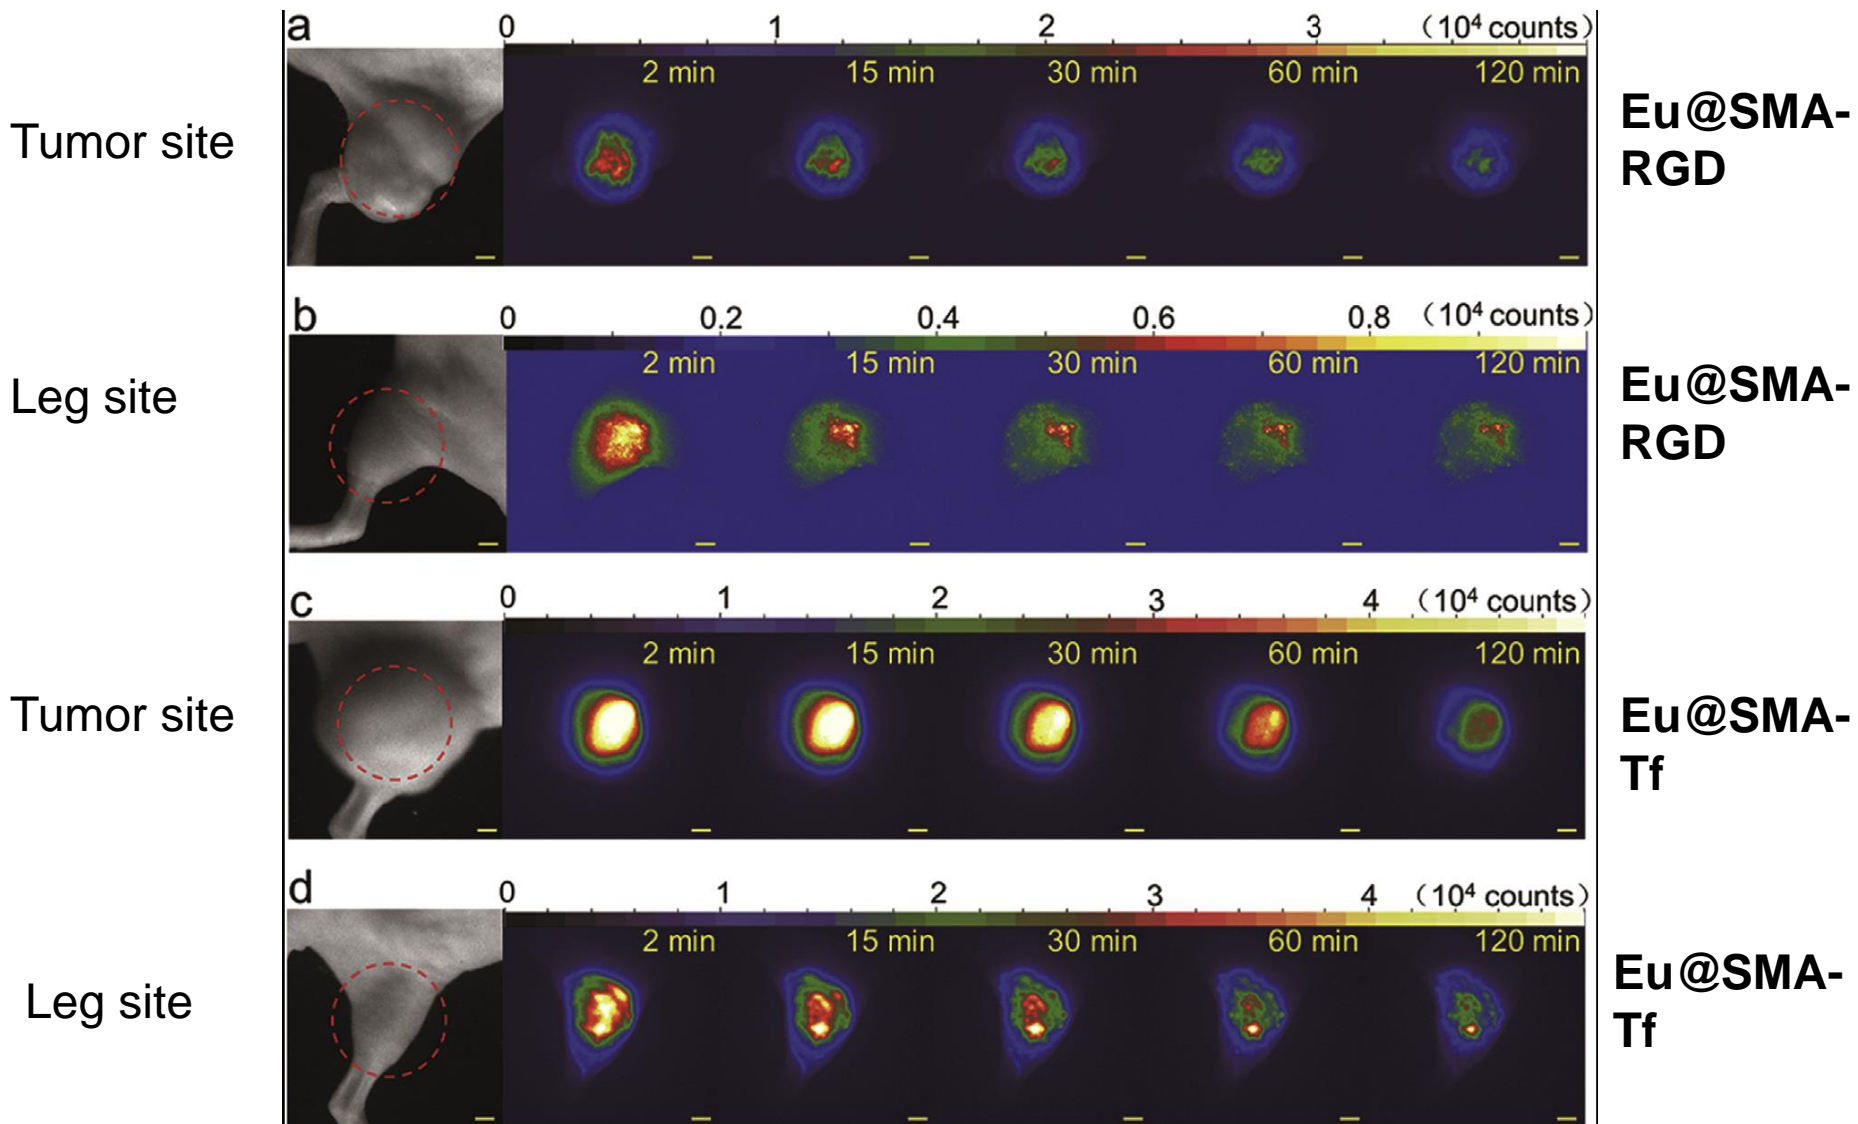 a 0 1 2 3 (10⁴ counts)
2 min 15 min 30 min 60 min 120 min
Tumor site
Eu@SMA-
RGD
b 0 0.2 0.4 0.6 0.8 (10⁴ counts)
2 min 15 min 30 min 60 min 120 min
Leg site
Eu@SMA-
RGD
c 0 1 2 3 4 (10⁴ counts)
2 min 15 min 30 min 60 min 120 min
Tumor site
Eu@SMA-
Tf
d 0 1 2 3 4 (10⁴ counts)
2 min 15 min 30 min 60 min 120 min
Leg site
Eu@SMA-
Tf